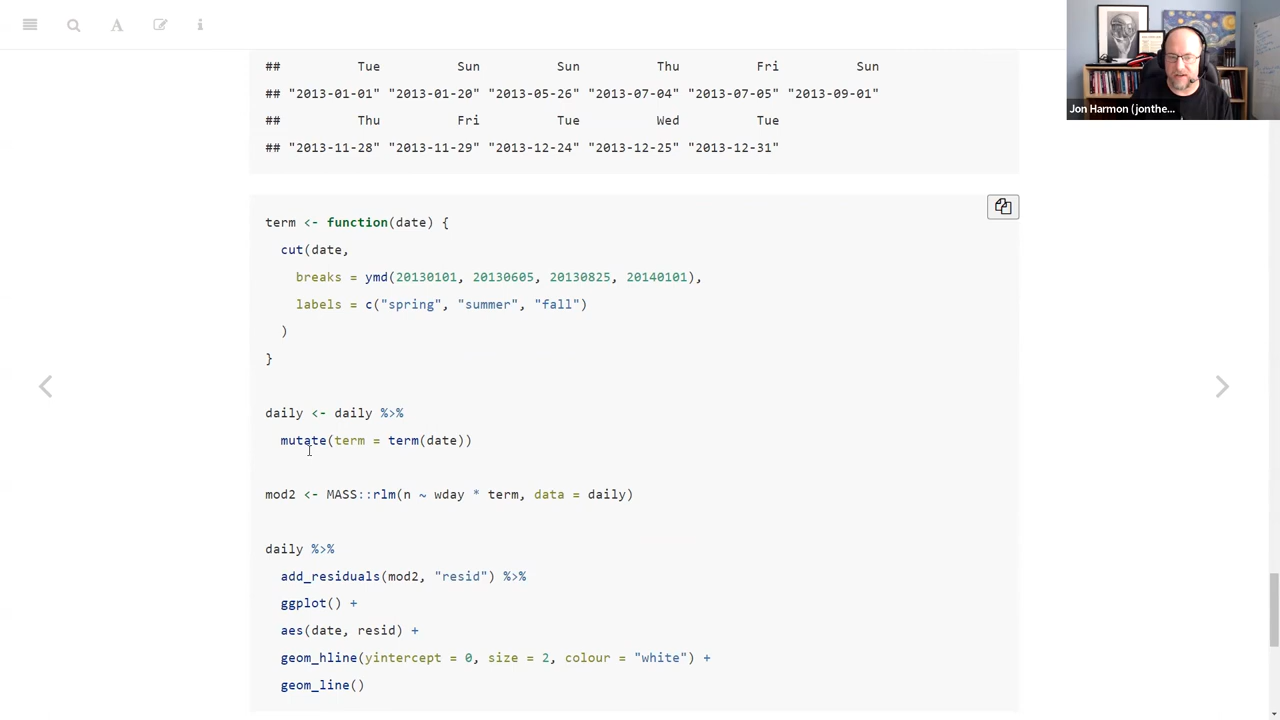 ##          Tue          Sun          Sun          Thu          Fri          Sun
## "2013-01-01" "2013-01-20" "2013-05-26" "2013-07-04" "2013-07-05" "2013-09-01"
##          Thu          Fri          Tue          Wed          Tue
## "2013-11-28" "2013-11-29" "2013-12-24" "2013-12-25" "2013-12-31"
Jon Harmon (jonthe...
term <- function(date) {
  cut(date,
    breaks = ymd(20130101, 20130605, 20130825, 20140101),
    labels = c("spring", "summer", "fall")
  )
}
daily <- daily %>%
  mutate(term = term(date))
mod2 <- MASS::rlm(n ~ wday * term, data = daily)
daily %>%
  add_residuals(mod2, "resid") %>%
  ggplot() +
  aes(date, resid) +
  geom_hline(yintercept = 0, size = 2, colour = "white") +
  geom_line()